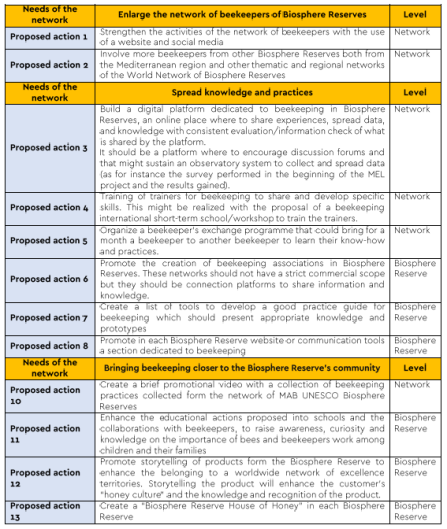 Needs of the
network
Enlarge the network of beekeepers of Biosphere Reserves
Level
Proposed action 1
Strengthen the activities of the network of beekeepers with the use
of a website and social media
Network
Proposed action 2
Involve more beekeepers from other Biosphere Reserves both from
the Mediterranean region and other thematic and regional networks
of the World Network of Biosphere Reserves
Network
Needs of the
network
Spread knowledge and practices
Level
Proposed action 3
Build a digital platform dedicated to beekeeping in Biosphere
Reserves, an online place where to share experiences, spread data,
and knowledge with consistent evaluation/information check of what
is shared by the platform.
It should be a platform where to encourage discussion forums and
that might sustain an observatory system to collect and spread data
(as for instance the survey performed in the beginning of the MEL
project and the results gained).
Network
Proposed action 4
Training of trainers for beekeeping to share and develop specific
skills. This might be realized with the proposal of a beekeeping
international short-term school/workshop to train the trainers.
Network
Proposed action 5
Organize a beekeeper's exchange programme that could bring for a
month a beekeeper to another beekeeper to learn their know-how
and practices.
Network
Proposed action 6
Promote the creation of beekeeping associations in Biosphere
Reserves. These networks should not have a strict commercial scope
but they should be connection platforms to share information and
knowledge.
Biosphere
Reserve
Proposed action 7
Create a list of tools to develop a good practice guide for
beekeeping which should present appropriate knowledge and
prototypes
Biosphere
Reserve
Proposed action 8
Promote in each Biosphere Reserve website or communication tools
a section dedicated to beekeeping
Biosphere
Reserve
Needs of the
network
Bringing beekeeping closer to the Biosphere Reserve's community
Level
Proposed action
10
Create a brief promotional video with a collection of beekeeping
practices collected form the network of MAB UNESCO Biosphere
Reserves
Network
Proposed action
11
Enhance the educational actions proposed into schools and the
collaborations with beekeepers, to raise awareness, curiosity and
knowledge on the importance of bees and beekeepers work among
children and their families
Biosphere
Reserve
Proposed action
12
Promote storytelling of products form the Biosphere Reserve to
enhance the belonging to a worldwide network of excellence
territories. Storytelling the product will enhance the customer's
"honey culture" and the knowledge and recognition of the product.
Biosphere
Reserve
Proposed action
13
Create a "Biosphere Reserve House of Honey" in each Biosphere
Reserve
Biosphere
Reserve